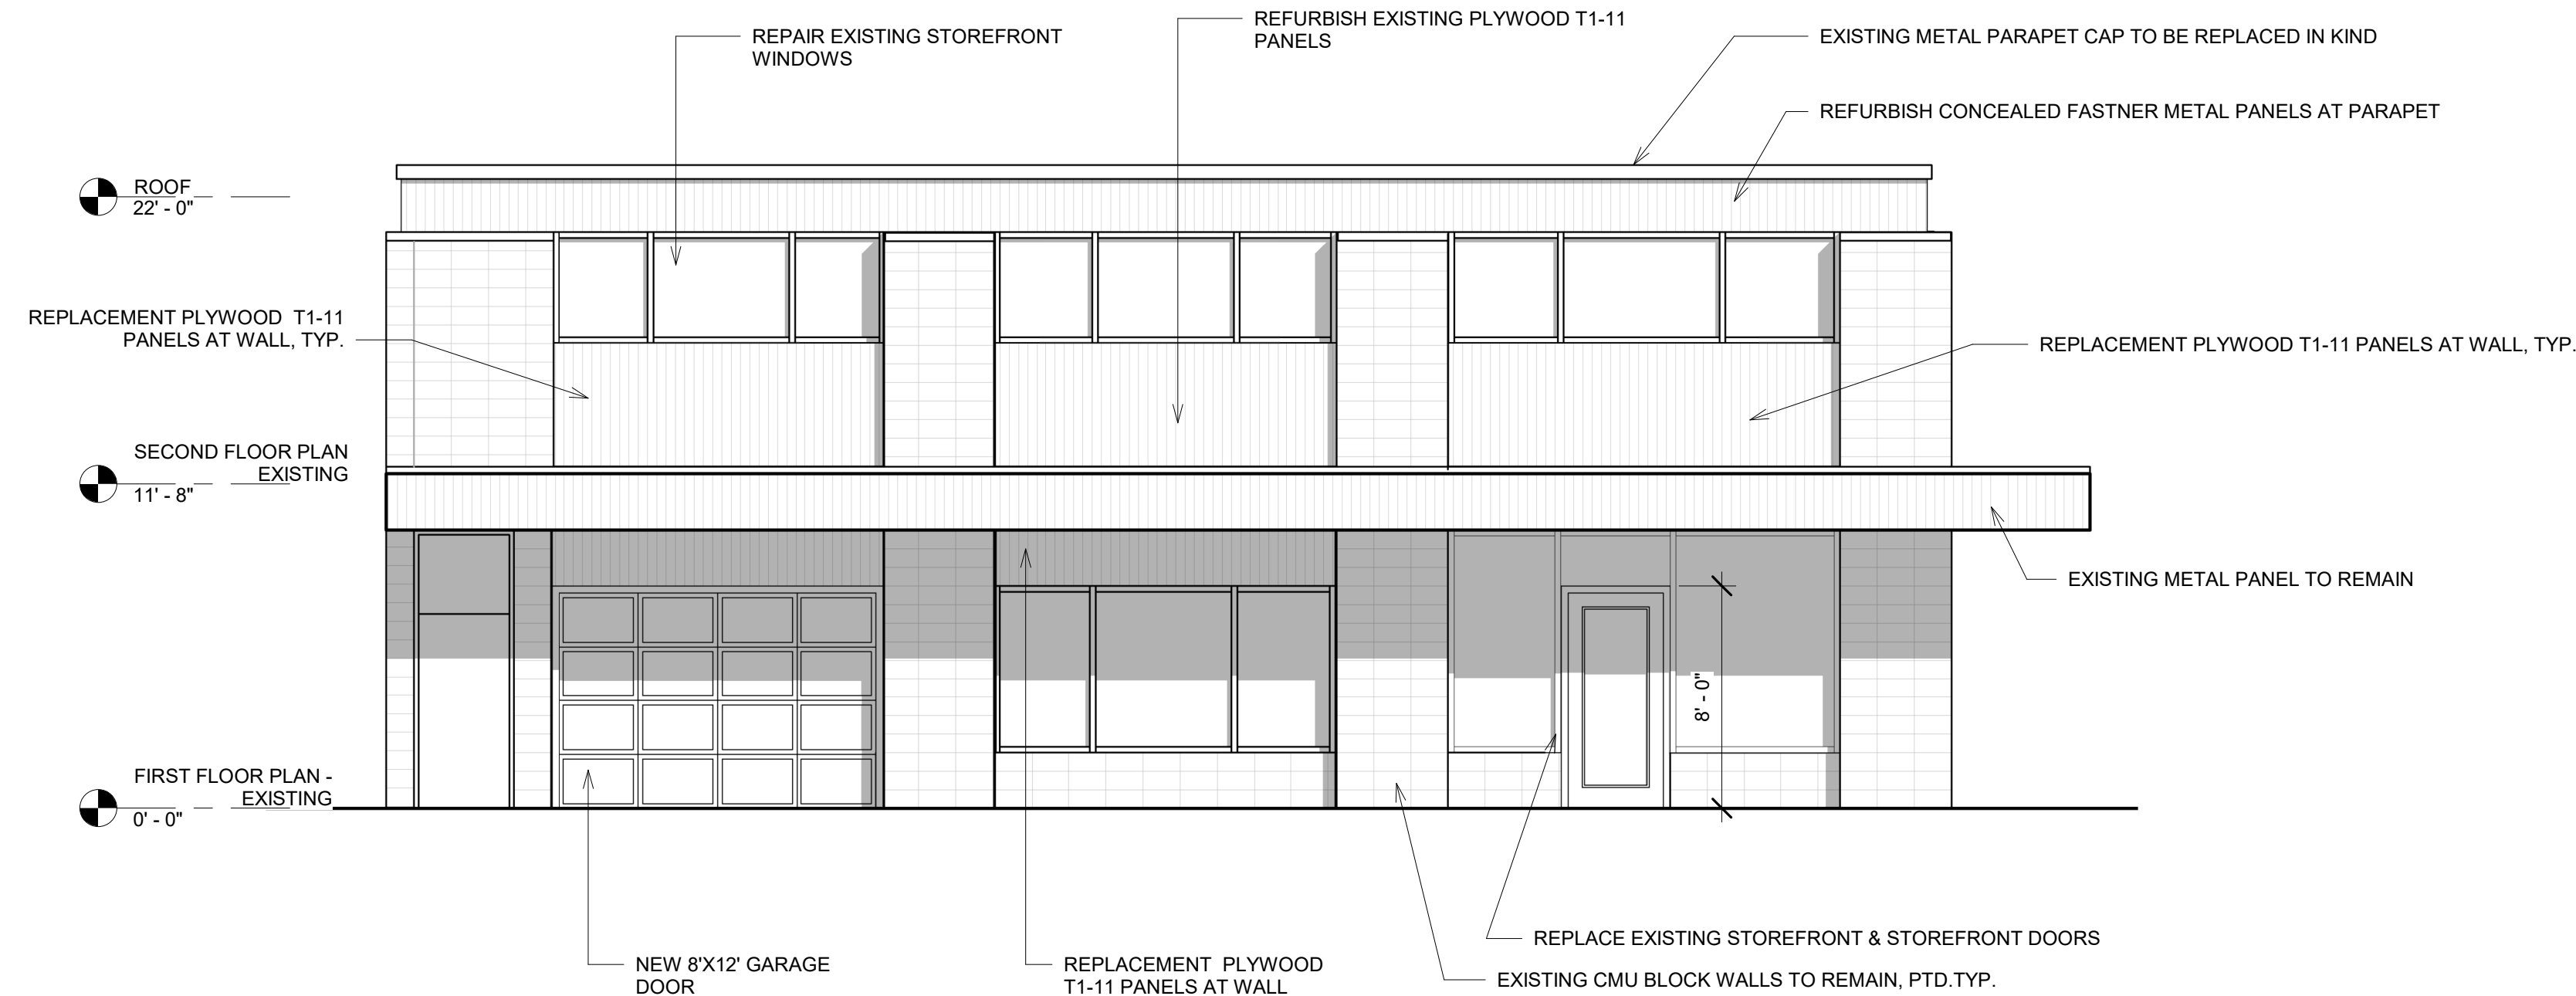 REPAIR EXISTING STOREFRONT
WINDOWS
REFURBISH EXISTING PLYWOOD T1-11
PANELS
EXISTING METAL PARAPET CAP TO BE REPLACED IN KIND
REFURBISH CONCEALED FASTNER METAL PANELS AT PARAPET
ROOF
22' - 0"
REPLACEMENT PLYWOOD  T1-11
PANELS AT WALL, TYP.
REPLACEMENT PLYWOOD T1-11 PANELS AT WALL, TYP.
SECOND FLOOR PLAN
EXISTING
11' - 8"
EXISTING METAL PANEL TO REMAIN
8' - 0"
FIRST FLOOR PLAN -
EXISTING
0' - 0"
NEW 8'X12' GARAGE
DOOR
REPLACEMENT  PLYWOOD
T1-11 PANELS AT WALL
REPLACE EXISTING STOREFRONT & STOREFRONT DOORS
EXISTING CMU BLOCK WALLS TO REMAIN, PTD.TYP.